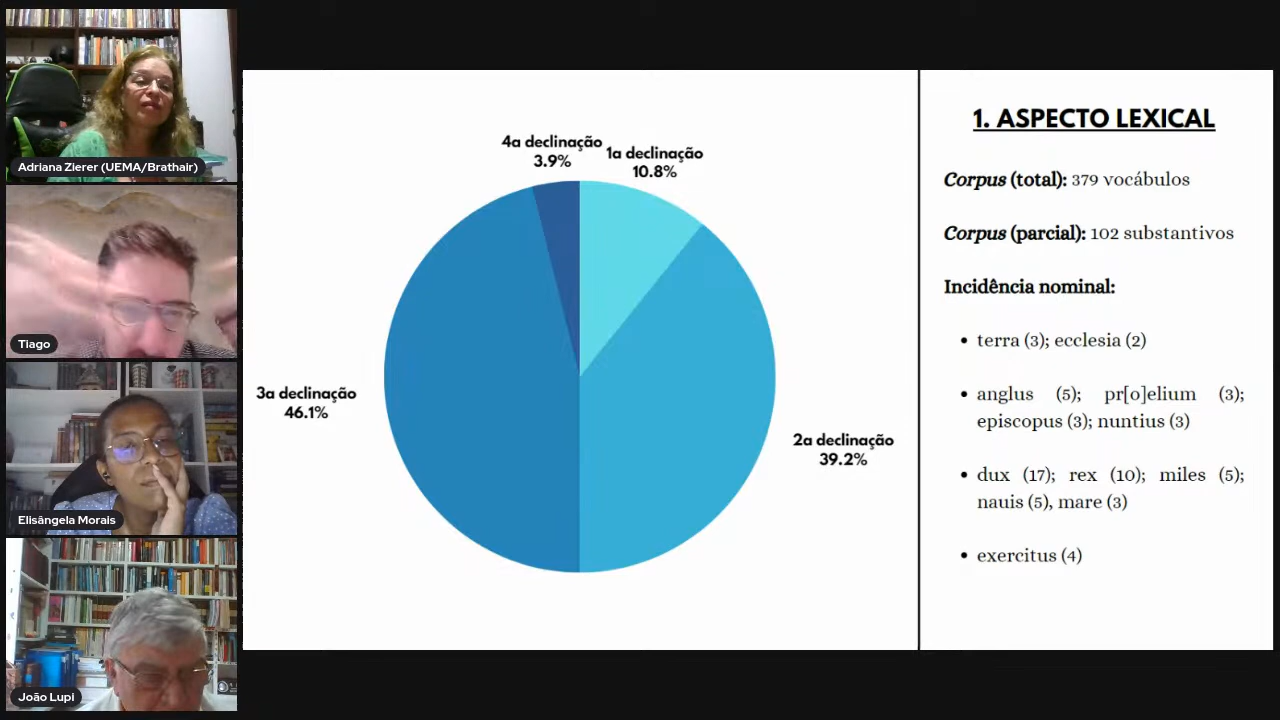 Adriana Zierer (UEMA/Brathair)
Tiago
Elisângela Morais
João Lupi
4a declinação
3.9%
1a declinação
10.8%
3a declinação
46.1%
2a declinação
39.2%
1. ASPECTO LEXICAL
Corpus (total): 379 vocábulos
Corpus (parcial): 102 substantivos
Incidência nominal:
• terra (3); ecclesia (2)
• anglus (5); pr[o]elium (3);
episcopus (3); nuntius (3)
• dux (17); rex (10); miles (5);
nauis (5), mare (3)
• exercitus (4)